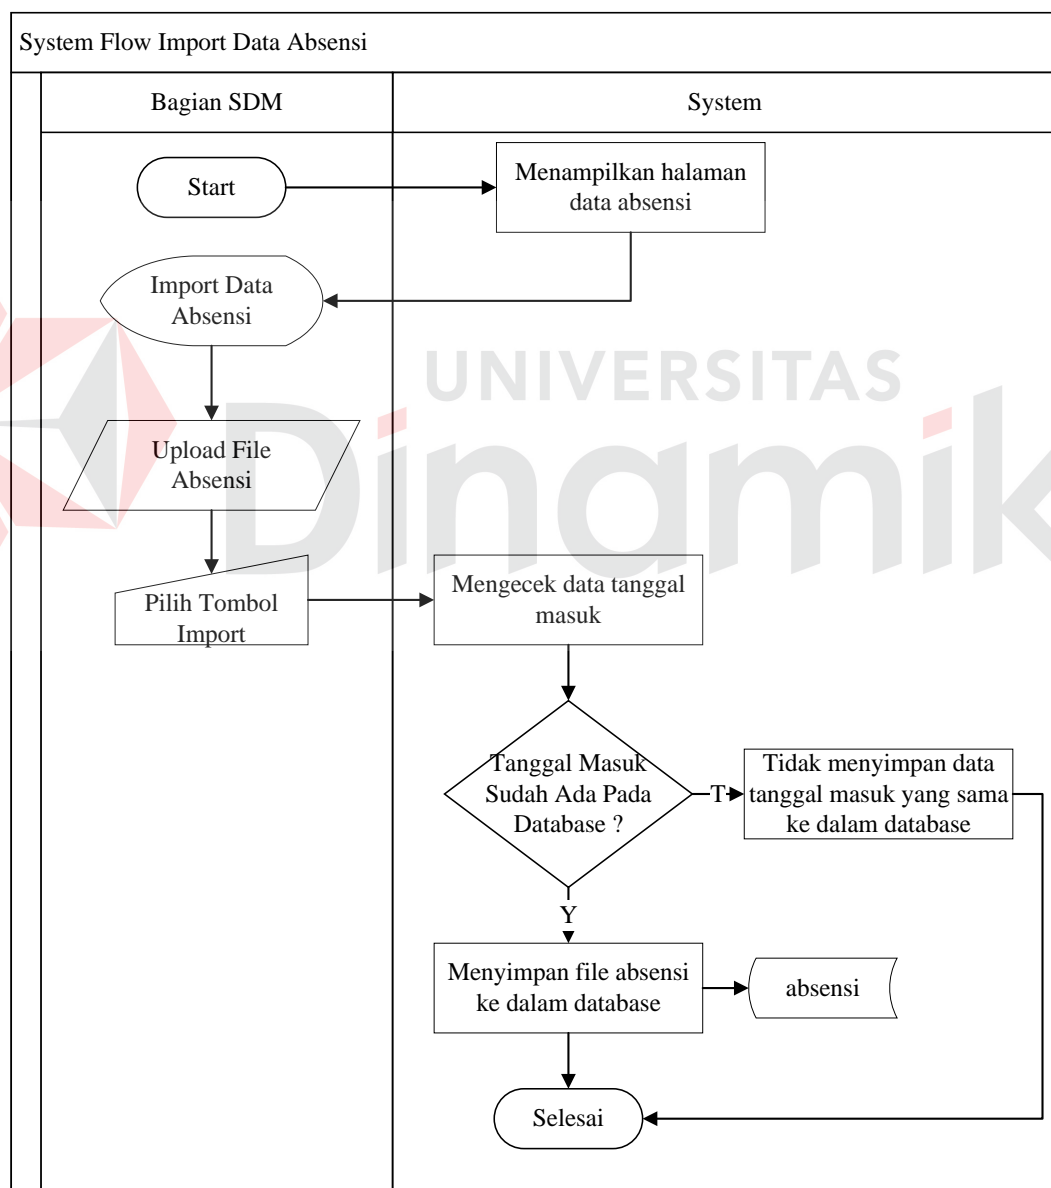 System Flow Import Data Absensi
Bagian SDM
System
Start
Menampilkan halaman
data absensi
Import Data
Absensi
UNIVERSITAS
Dinamik
Upload File
Absensi
Pilih Tombol
Import
Mengecek data tanggal
masuk
Tanggal Masuk
Sudah Ada Pada
Database ?
T
Tidak menyimpan data
tanggal masuk yang sama
ke dalam database
Y
Menyimpan file absensi
ke dalam database
absensi
Selesai